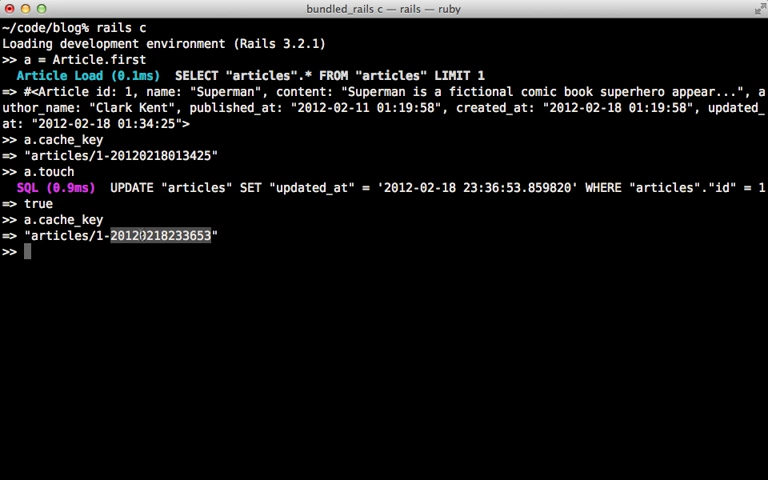 bundled_rails c — rails — ruby
~/code/blog% rails c
Loading development environment (Rails 3.2.1)
>> a = Article.first
  Article Load (0.1ms)  SELECT "articles".* FROM "articles" LIMIT 1
=> #<Article id: 1, name: "Superman", content: "Superman is a fictional comic book superhero appear...", a
uthor_name: "Clark Kent", published_at: "2012-02-11 01:19:58", created_at: "2012-02-18 01:19:58", updated_
at: "2012-02-18 01:34:25">
>> a.cache_key
=> "articles/1-20120218013425"
>> a.touch
  SQL (0.9ms)  UPDATE "articles" SET "updated_at" = '2012-02-18 23:36:53.859820' WHERE "articles"."id" = 1
=> true
>> a.cache_key
=> "articles/1-20120218233653"
>>